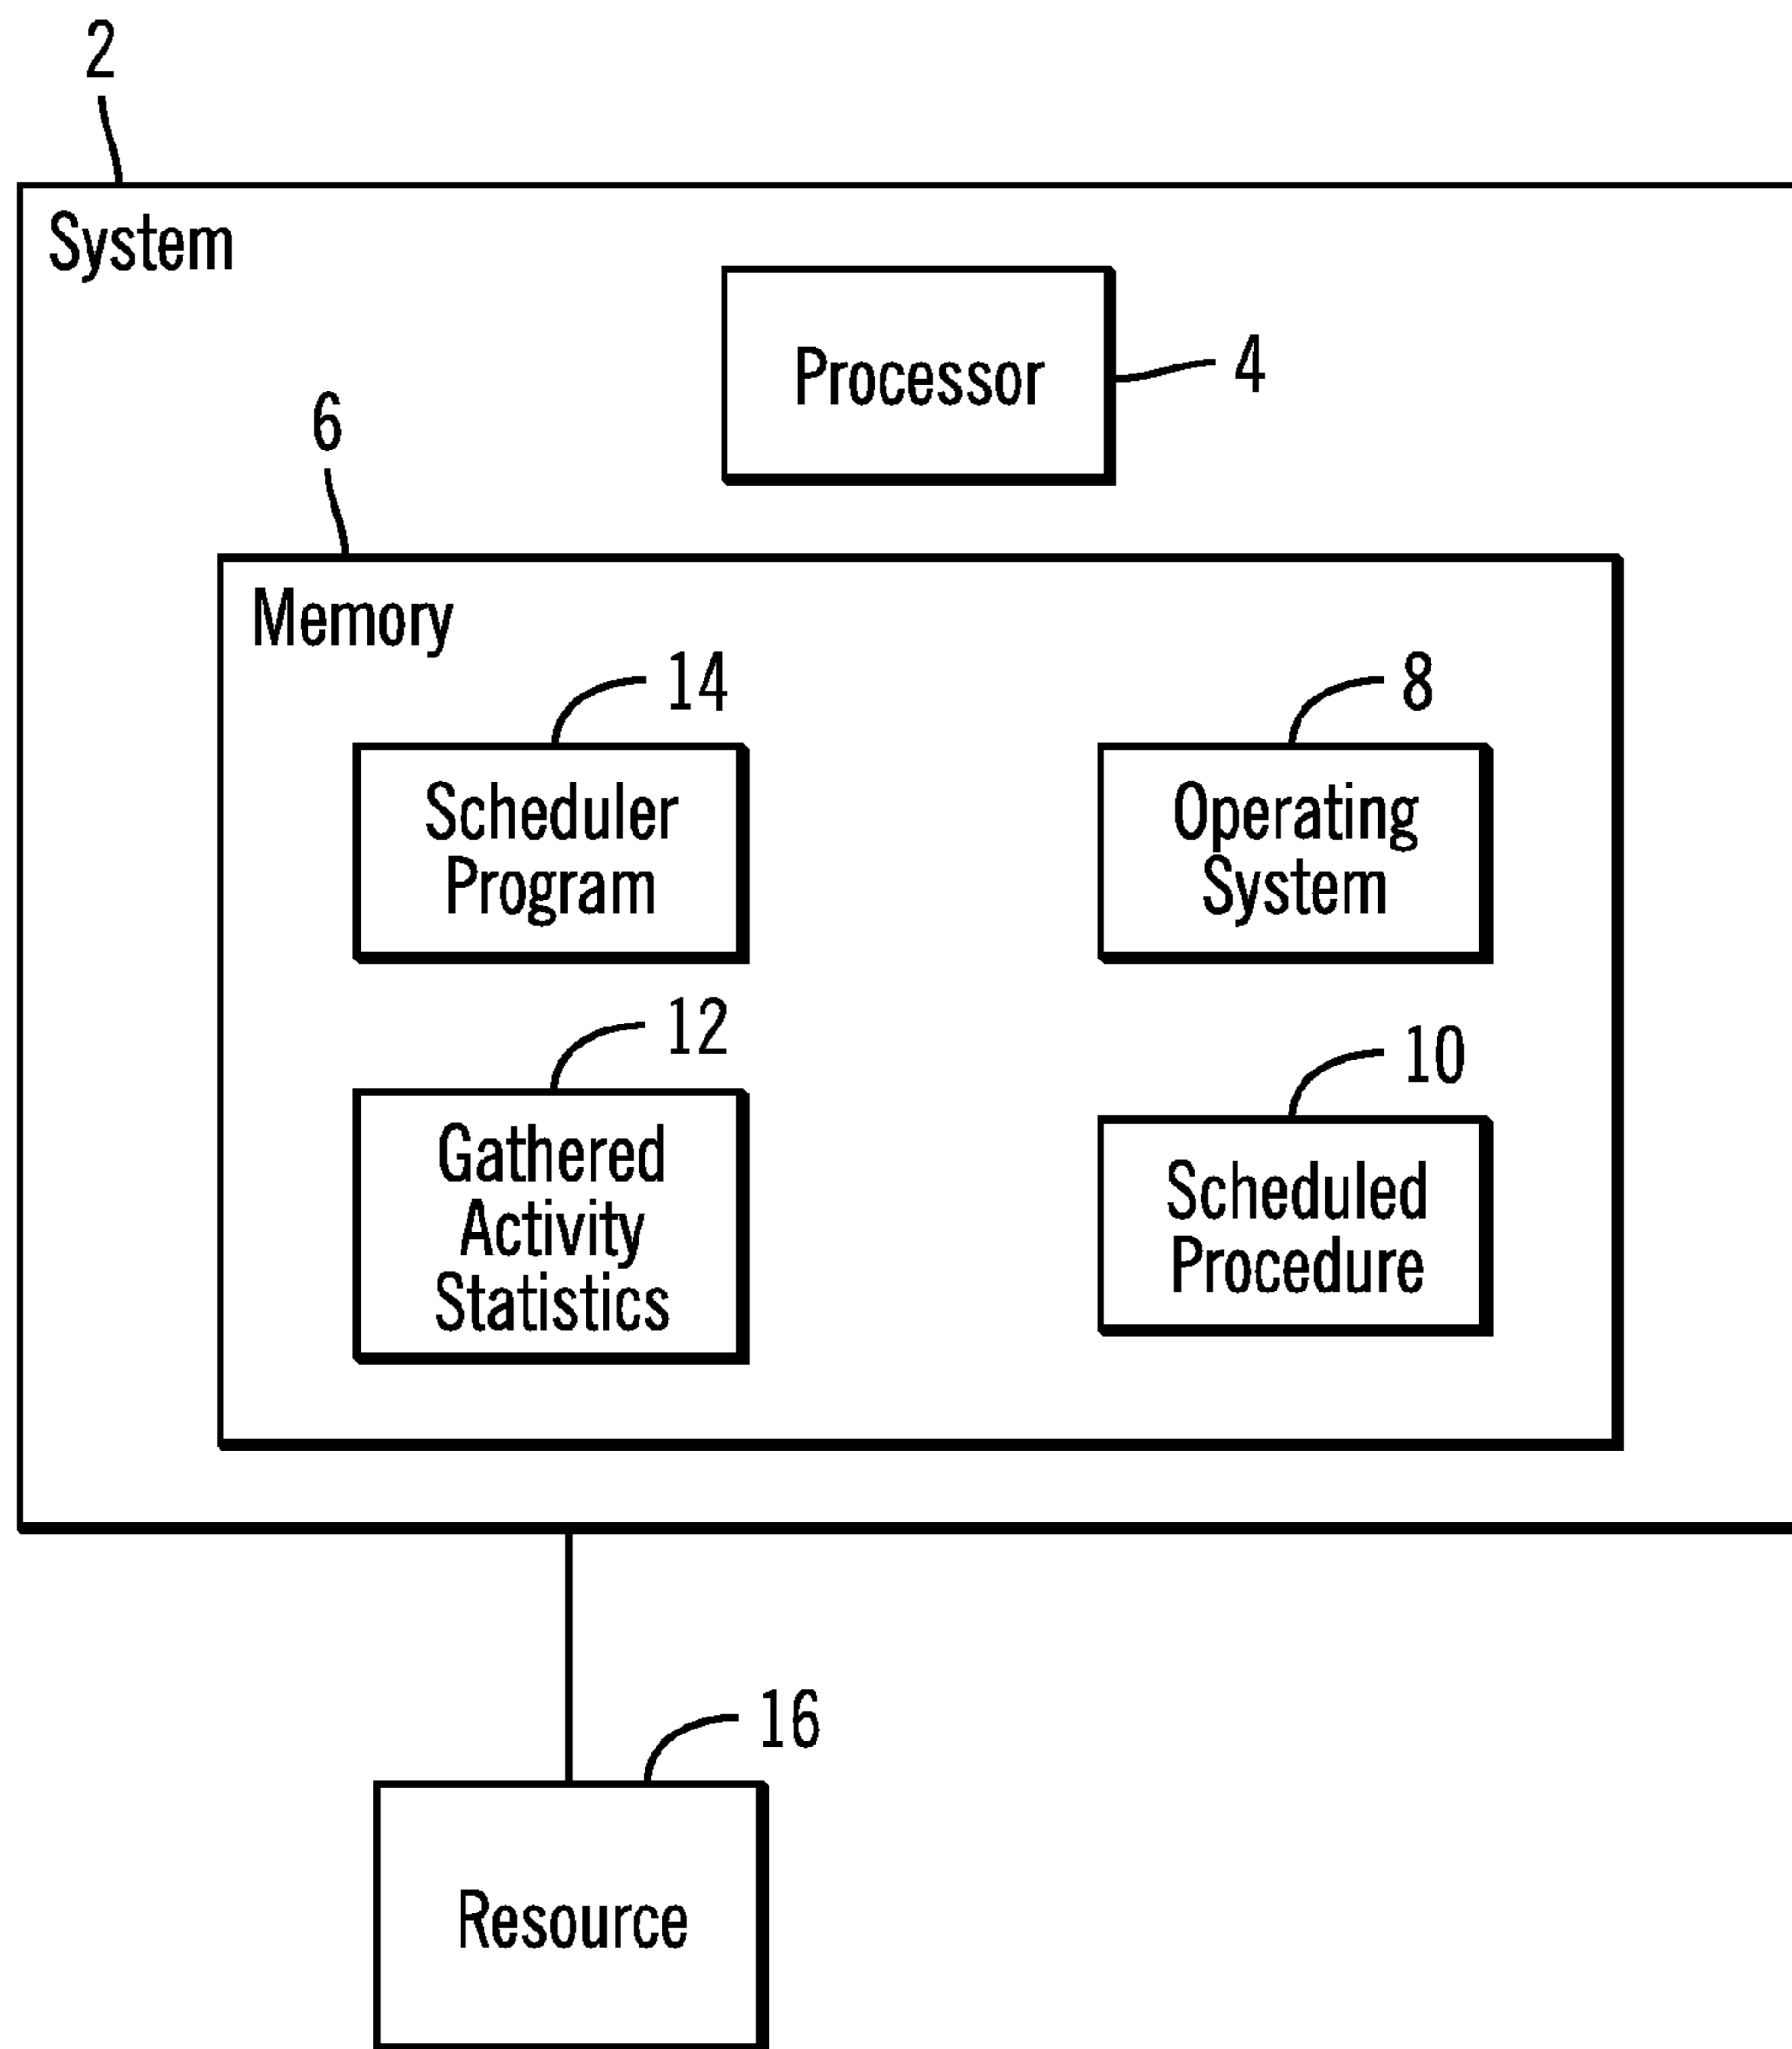 2
System
Processor
4
6
Memory
14
8
Scheduler
Program
Operating
System
12
10
Gathered
Activity
Statistics
Scheduled
Procedure
16
Resource